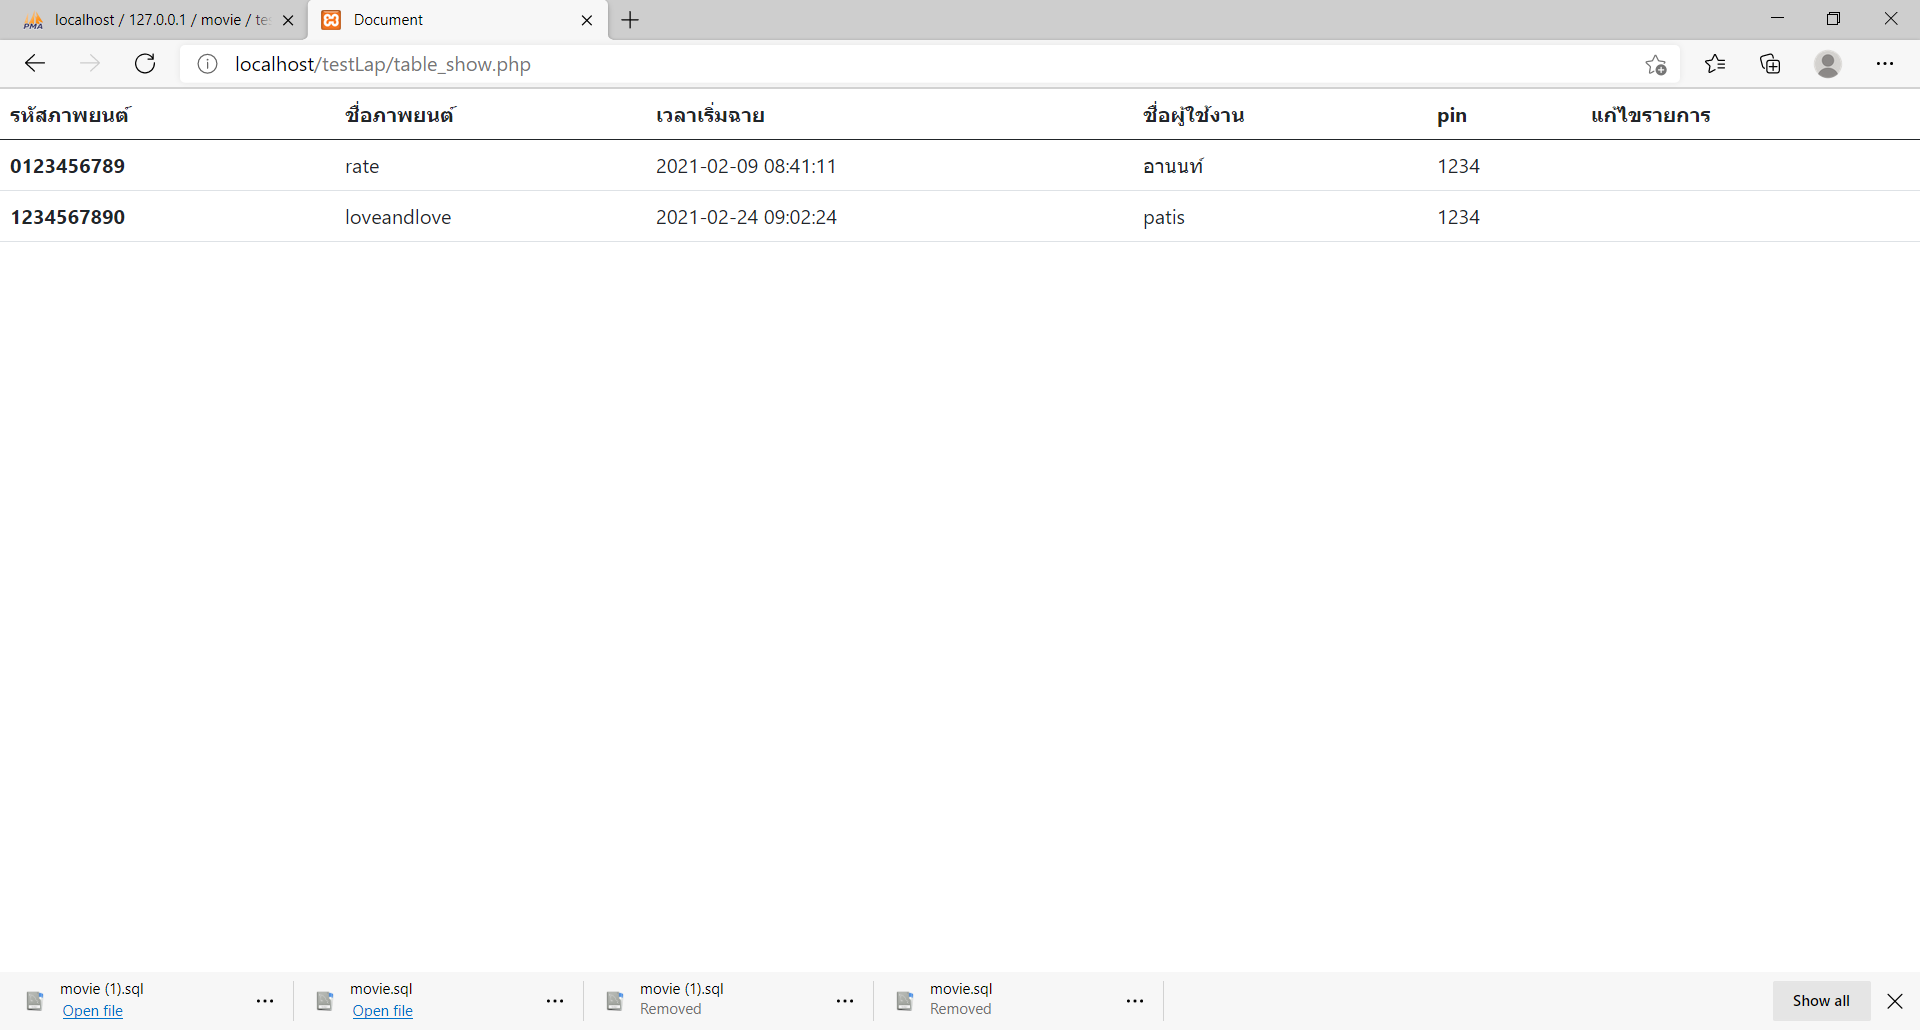 PMA localhost / 127.0.0.1 / movie / te
Document
localhost/testLap/table_show.php
รหัสภาพยนต์ ชื่อภาพยนต์ เวลาเริ่มฉาย ชื่อผู้ใช้งาน pin แก้ไขรายการ
0123456789 rate 2021-02-09 08:41:11 อานนท์ 1234
1234567890 loveandlove 2021-02-24 09:02:24 patis 1234
movie (1).sql
Open file
movie.sql
Open file
movie (1).sql
Removed
movie.sql
Removed
Show all